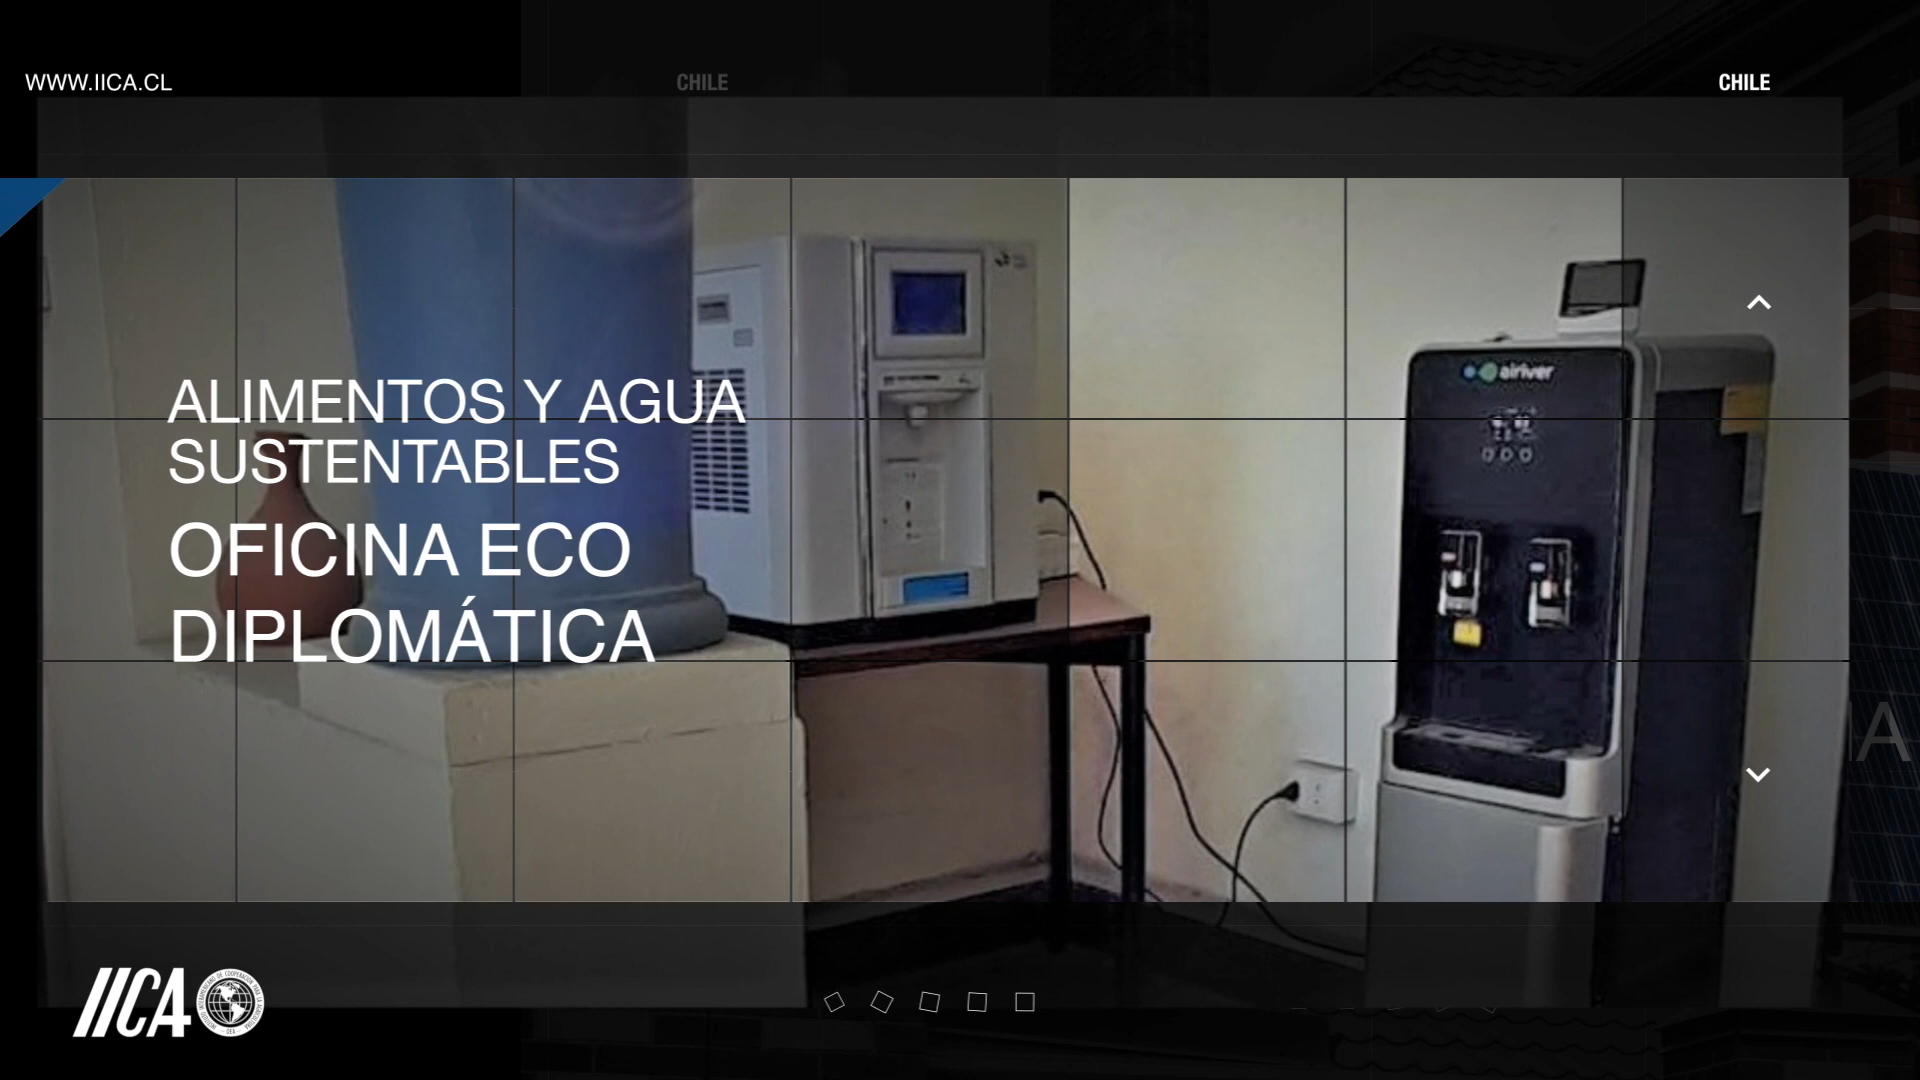 WWW.IICA.CL
CHILE
CHILE
ALIMENTOS Y AGUA
SUSTENTABLES
OFICINA ECO
DIPLOMÁTICA
airiver
IICA